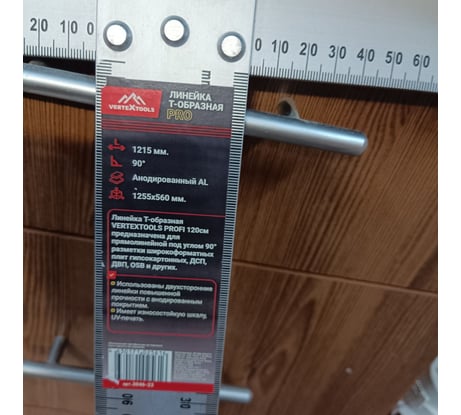 20 10 0
0 10 20 30 40 50 60
mm
VERTEXTOOLS
ЛИНЕЙКА
Т-ОБРАЗНАЯ
PRO
1215 мм.
90°
Анодированный AL
1255x560 мм.
Линейка Т-образная
VERTEXTOOLS PROFI 120см
предназначена для
прямолинейной под углом 90°
разметки широкоформатных
плит гипсокартонных, ДСП,
ДВП, OSB и других.
Использованы двухсторонние
линейки повышенной
прочности с анодированным
покрытием.
Имеет износостойкую шкалу,
UV-печать.